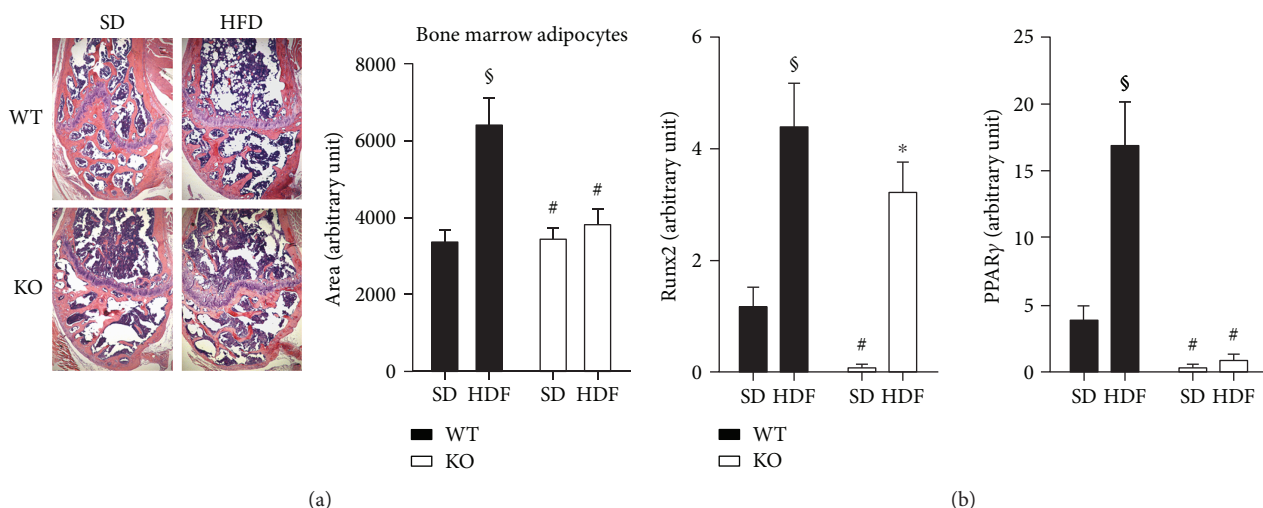 SD HFD
WT
KO
Bone marrow adipocytes
Area (arbitrary unit)
8000
6000
4000
2000
0
§
#
#
SD HDF SD HDF
WT
KO
(a)
Runx2 (arbitrary unit)
6
4
2
0
§
#
*
SD HDF SD HDF
WT
KO
PPARγ (arbitrary unit)
25
20
15
10
5
0
§
#
#
SD HDF SD HDF
(b)